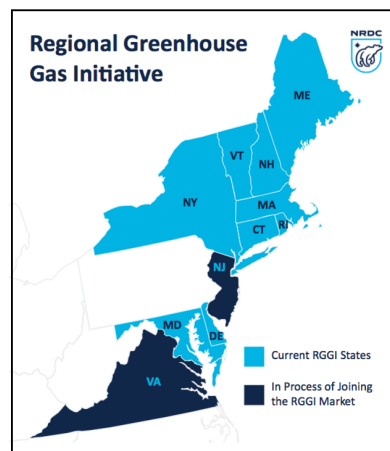 Regional Greenhouse
Gas Initiative
NRDC
ME
VT
NH
NY
MA
CT
RI
NJ
MD
DE
VA
Current RGGI States
In Process of Joining
the RGGI Market